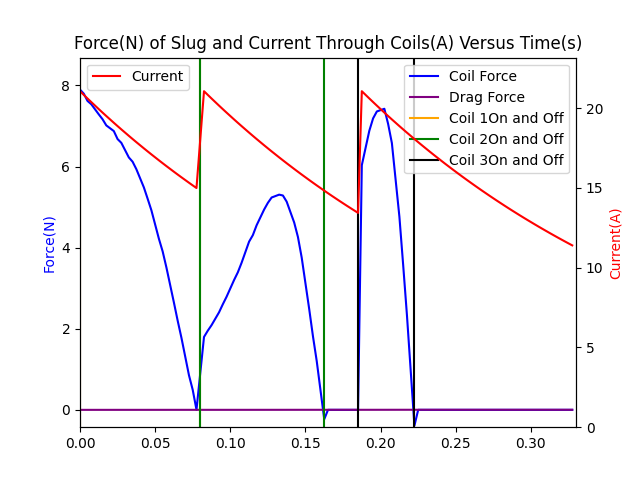 Force(N) of Slug and Current Through Coils(A) Versus Time(s)
Current
Coil Force
Drag Force
Coil 1On and Off
Coil 2On and Off
Coil 3On and Off
Force(N)
8
6
4
2
0
Current(A)
20
15
10
5
0
0.00 0.05 0.10 0.15 0.20 0.25 0.30